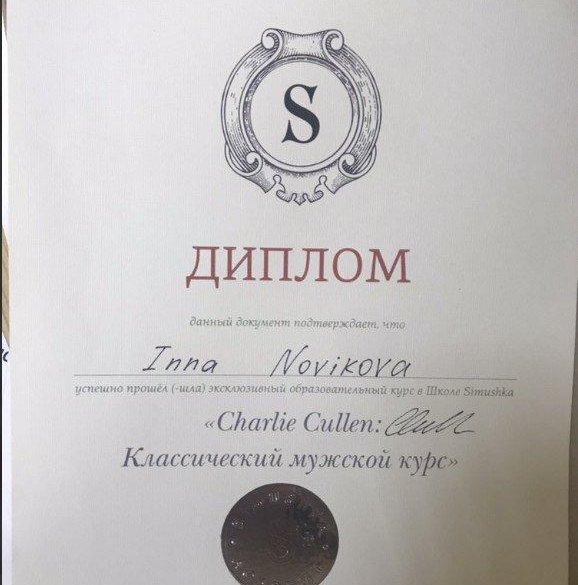 S
ДИПЛОМ
данный документ подтверждает, что
Inna Novikova
успешно прошёл (-шла) эксклюзивный образовательный курс в Школе Simushka
«Charlie Cullen:
Классический мужской курс»